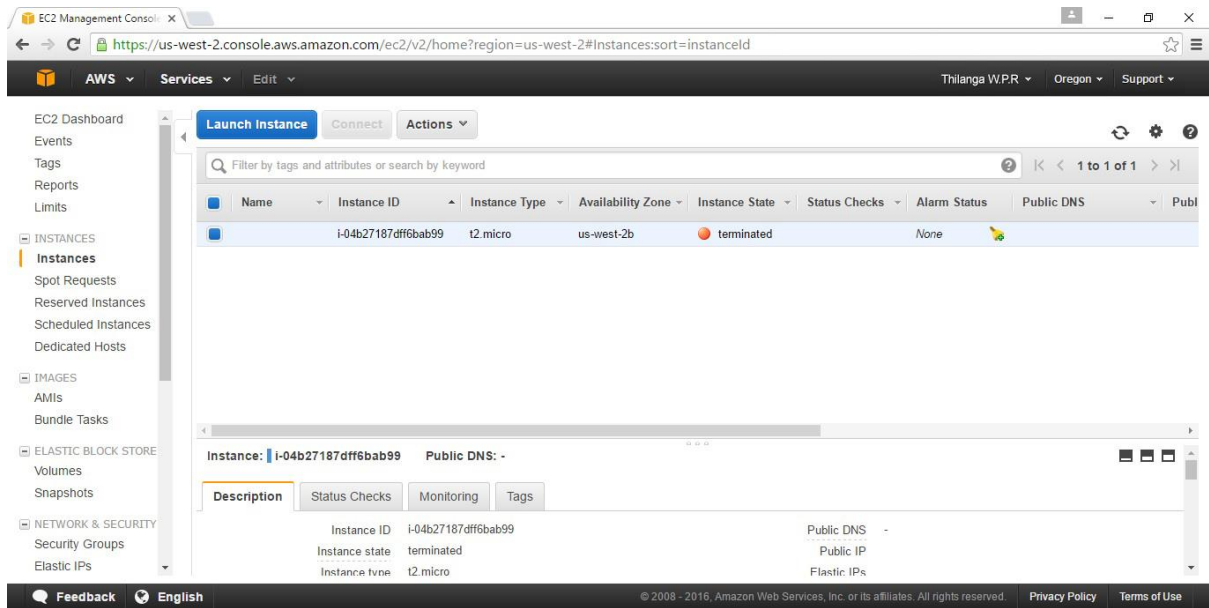 EC2 Management Consol
https://us-west-2.console.aws.amazon.com/ec2/v2/home?region=us-west-2#Instances:sort=instanceId
AWS Services Edit Thilanga W.P.R Oregon Support
EC2 Dashboard
Events
Tags
Reports
Limits
INSTANCES
Instances
Spot Requests
Reserved Instances
Scheduled Instances
Dedicated Hosts
IMAGES
AMIs
Bundle Tasks
ELASTIC BLOCK STORE
Volumes
Snapshots
NETWORK & SECURITY
Security Groups
Elastic IPs
Launch Instance Connect Actions
Filter by tags and attributes or search by keyword 1 to 1 of 1
Name Instance ID Instance Type Availability Zone Instance State Status Checks Alarm Status Public DNS Publ
i-04b27187dff6bab99 t2.micro us-west-2b terminated None
Instance: i-04b27187dff6bab99 Public DNS: -
Description Status Checks Monitoring Tags
Instance ID i-04b27187dff6bab99 Public DNS -
Instance state terminated Public IP
Instance type t2.micro Elastic IPs
Feedback English © 2008 - 2016, Amazon Web Services, Inc. or its affiliates. All rights reserved. Privacy Policy Terms of Use